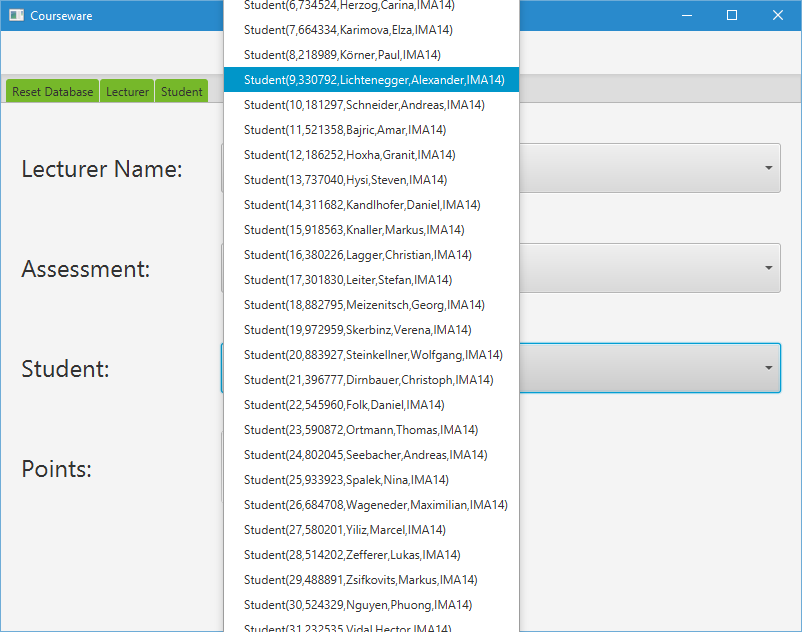 Courseware
Reset Database
Lecturer
Student
Lecturer Name:
Assessment:
Student:
Points:
Student(6,734524,Herzog,Carina,IMA14)
Student(7,664334,Karimova,Elza,IMA14)
Student(8,218989,Körner,Paul,IMA14)
Student(9,330792,Lichtenegger,Alexander,IMA14)
Student(10,181297,Schneider,Andreas,IMA14)
Student(11,521358,Bajric,Amar,IMA14)
Student(12,186252,Hoxha,Granit,IMA14)
Student(13,737040,Hysi,Steven,IMA14)
Student(14,311682,Kandlhofer,Daniel,IMA14)
Student(15,918563,Knaller,Markus,IMA14)
Student(16,380226,Lagger,Christian,IMA14)
Student(17,301830,Leiter,Stefan,IMA14)
Student(18,882795,Meizenitsch,Georg,IMA14)
Student(19,972959,Skerbinz,Verena,IMA14)
Student(20,883927,Steinkellner,Wolfgang,IMA14)
Student(21,396777,Dirnbauer,Christoph,IMA14)
Student(22,545960,Folk,Daniel,IMA14)
Student(23,590872,Ortmann,Thomas,IMA14)
Student(24,802045,Seebacher,Andreas,IMA14)
Student(25,933923,Spalek,Nina,IMA14)
Student(26,684708,Wageneder,Maximilian,IMA14)
Student(27,580201,Yiliz,Marcel,IMA14)
Student(28,514202,Zefferer,Lukas,IMA14)
Student(29,488891,Zsifkovits,Markus,IMA14)
Student(30,524329,Nguyen,Phuong,IMA14)
Student(31,232535,Vidal,Hector,IMA14)